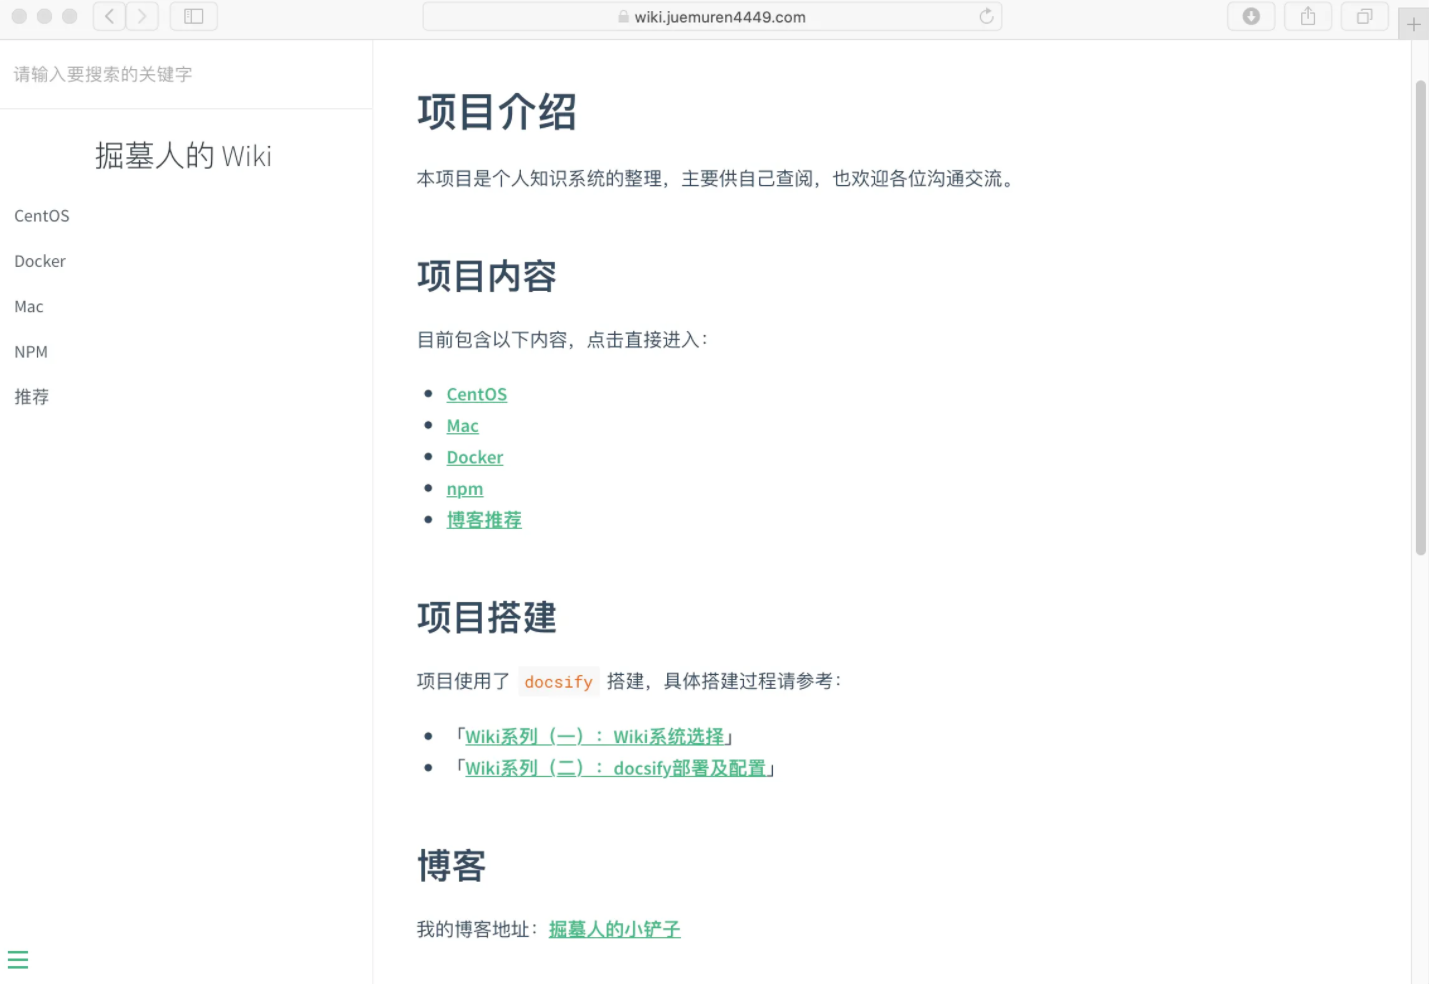 wiki.juemuren4449.com
请输入要搜索的关键字
掘墓人的 Wiki
CentOS
Docker
Mac
NPM
推荐
项目介绍
本项目是个人知识系统的整理，主要供自己查阅，也欢迎各位沟通交流。
项目内容
目前包含以下内容，点击直接进入：
CentOS
Mac
Docker
npm
博客推荐
项目搭建
项目使用了 docsify 搭建，具体搭建过程请参考：
「Wiki系列（一）：Wiki系统选择」
「Wiki系列（二）：docsify部署及配置」
博客
我的博客地址：掘墓人的小铲子